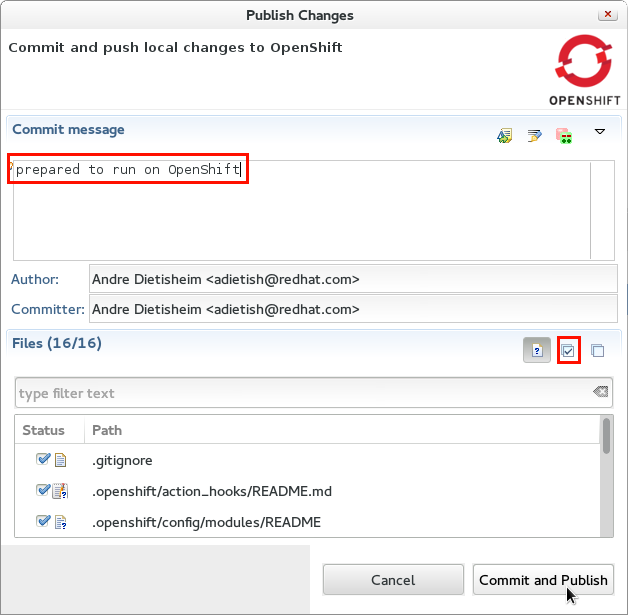 Publish Changes
Commit and push local changes to OpenShift
OPENSHIFT
Commit message
prepared to run on OpenShift
Author: Andre Dietisheim <adietish@redhat.com>
Committer: Andre Dietisheim <adietish@redhat.com>
Files (16/16)
type filter text
Status Path
.gitignore
.openshift/action_hooks/README.md
.openshift/config/modules/README
Cancel Commit and Publish